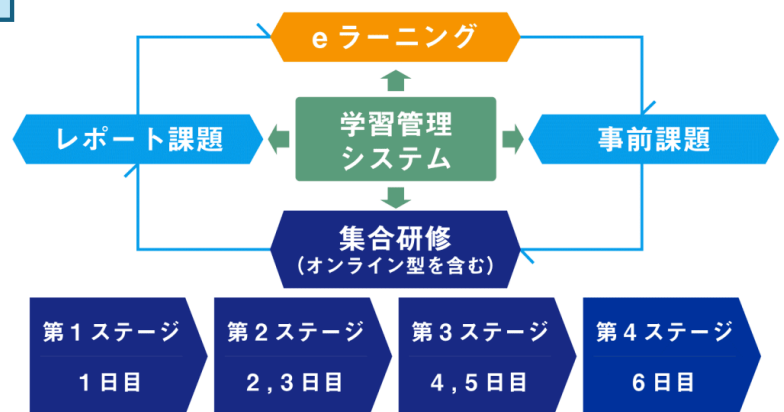 eラーニング
レポート課題
学習管理
システム
事前課題
集合研修
(オンライン型を含む)
第1ステージ
1日目
第2ステージ
2,3日目
第3ステージ
4,5日目
第4ステージ
6日目